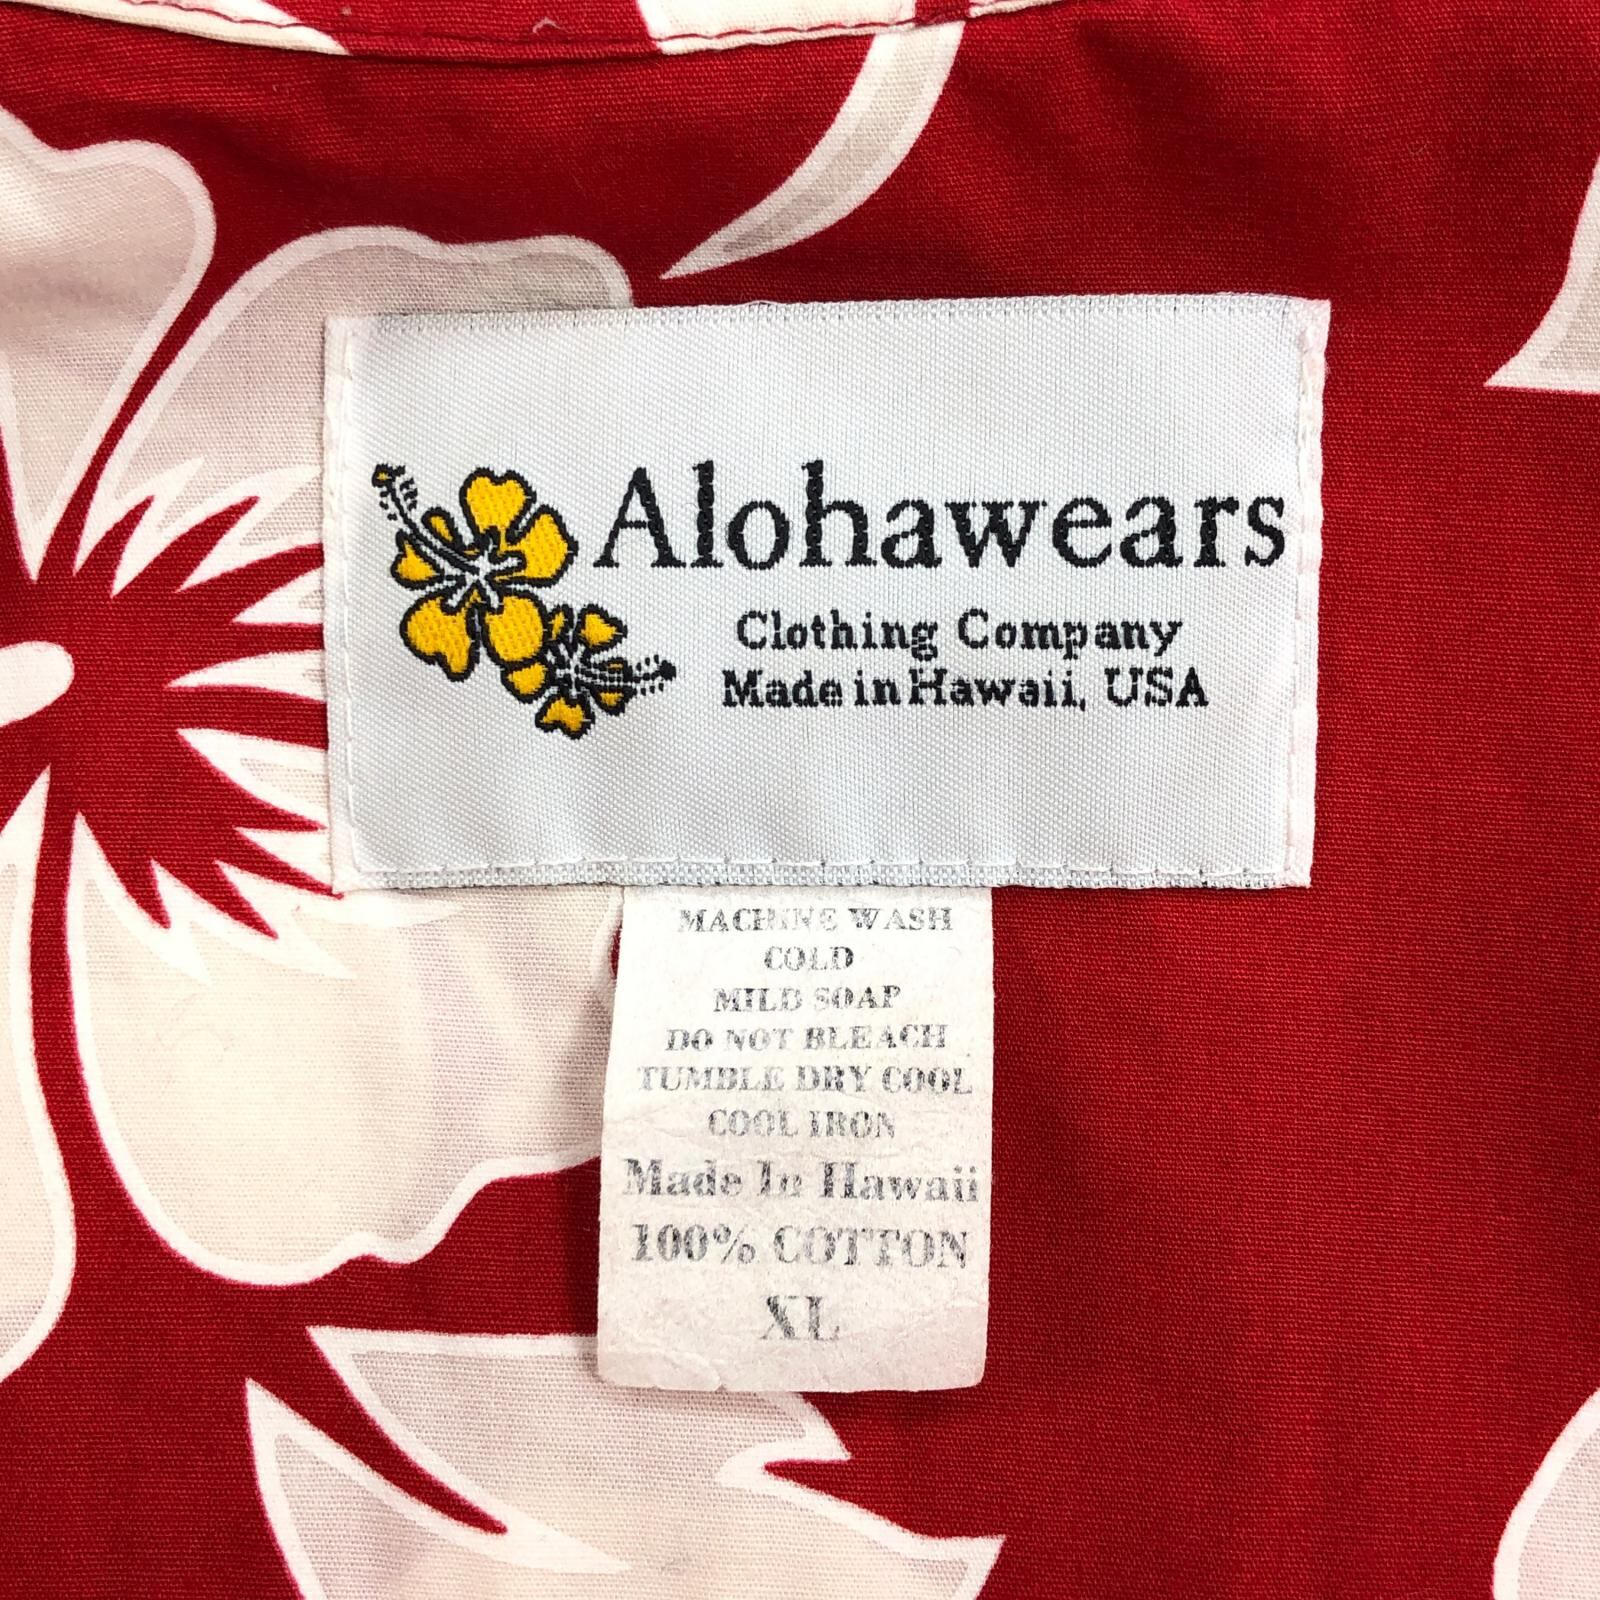 Alohawears
Clothing Company
Made in Hawaii, USA
MACHINE WASH
COLD
MILD SOAP
DO NOT BLEACH
TUMBLE DRY COOL
COOL IRON
Made In Hawaii
100% COTTON
XL